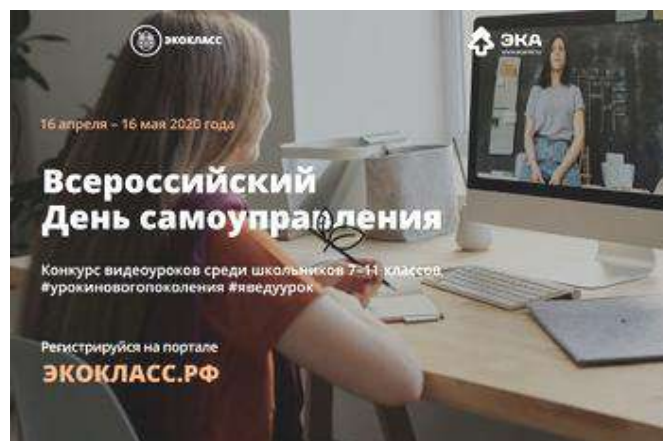 ЭКОКЛАСС
ЭКА
16 апреля – 16 мая 2020 года
Всероссийский
День самоуправления
Конкурс видеоуроков среди школьников 7–11 классов,
#урокиновогопоколения #яведуурок
Регистрируйся на портале
ЭКОКЛАСС.РФ